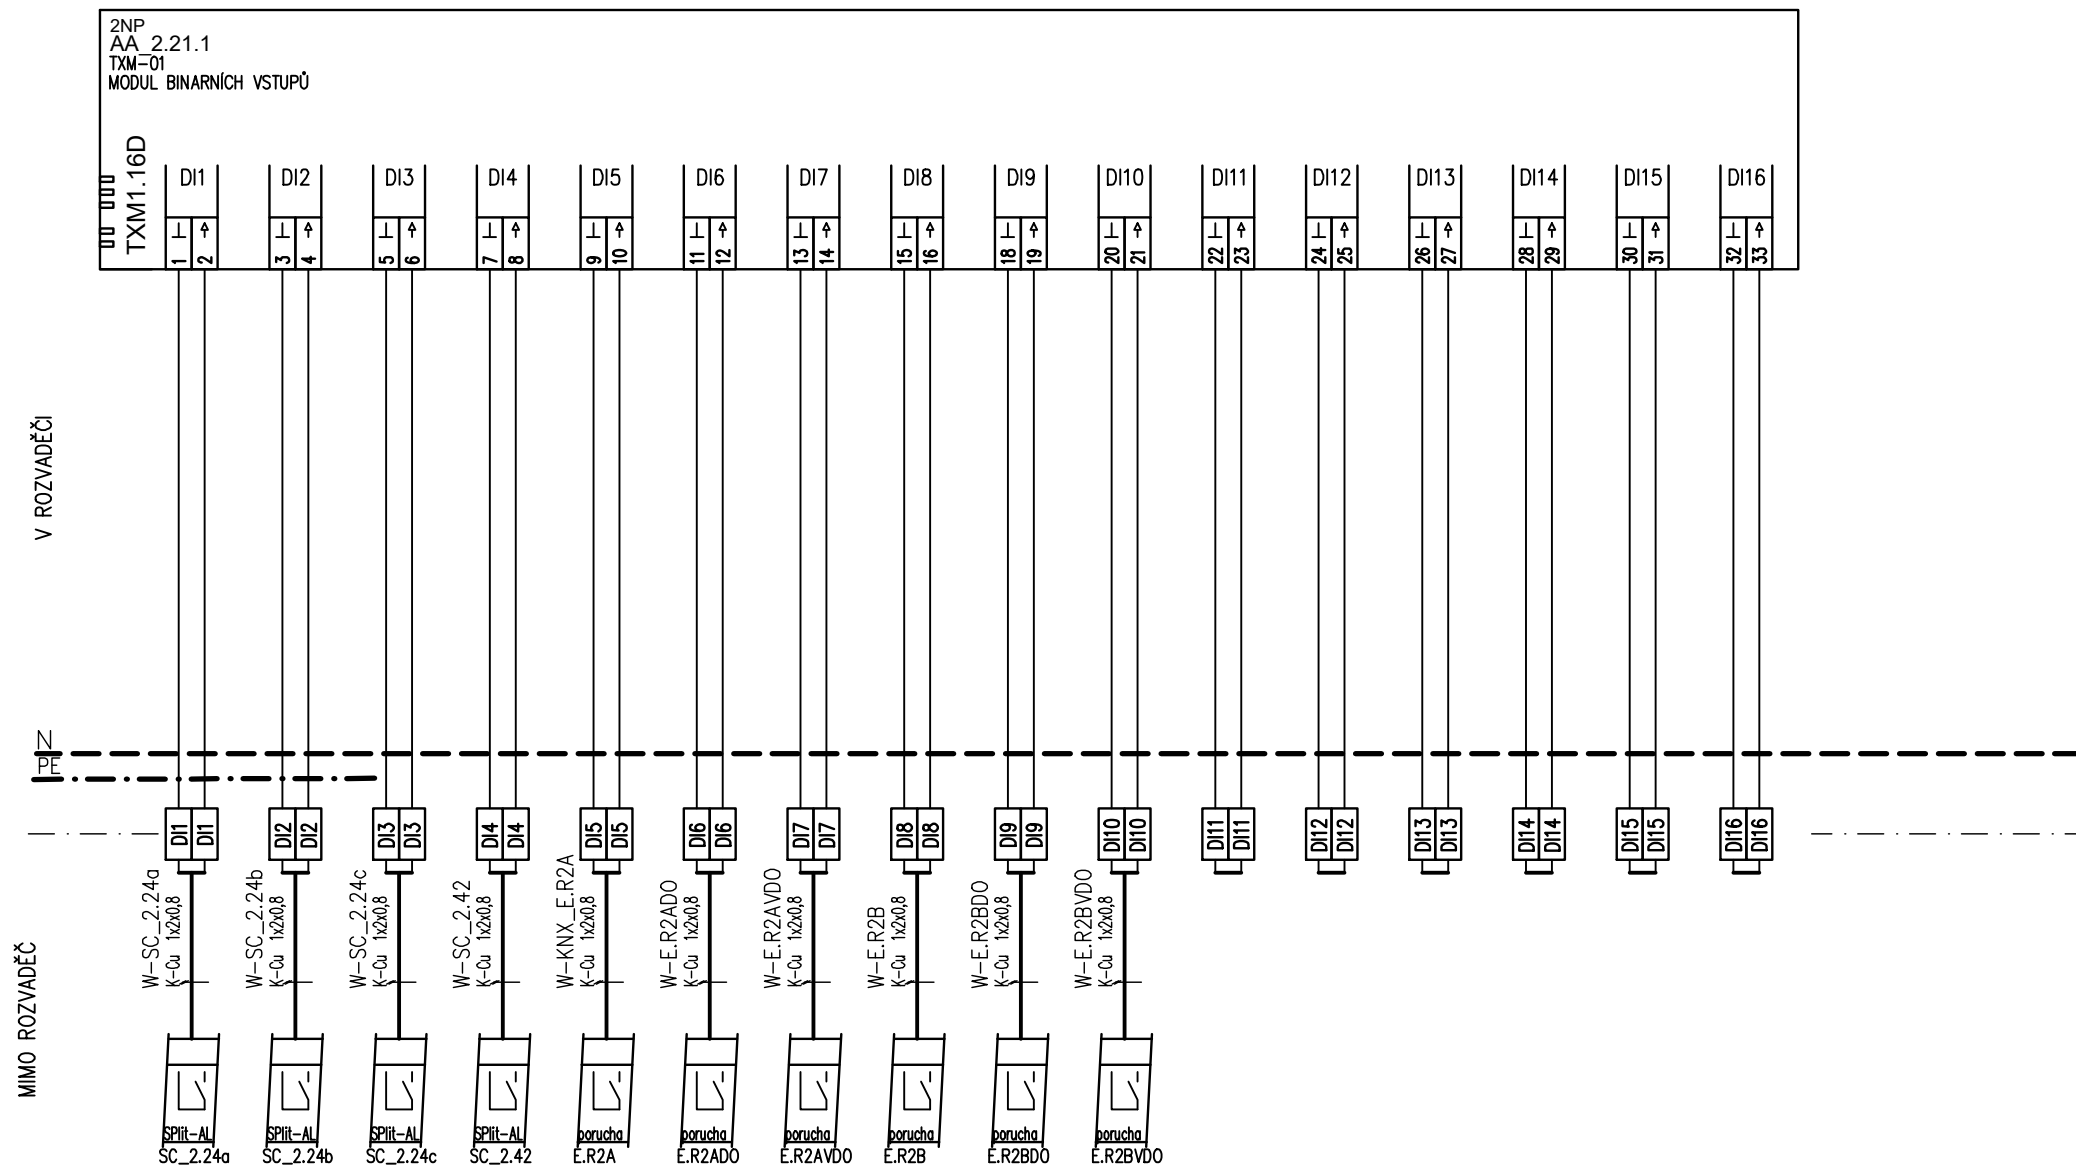 2NP
AA_2.21.1
TXM-01
MODUL BINARNÍCH VSTUPŮ
TXM1.16D
DI1 DI2 DI3 DI4 DI5 DI6 DI7 DI8 DI9 DI10 DI11 DI12 DI13 DI14 DI15 DI16
1 2 3 4 5 6 7 8 9 10 11 12 13 14 15 16 18 19 20 21 22 23 24 25 26 27 28 29 30 31 32 33
V ROZVADĚČI
N
PE
DI1 DI1 DI2 DI2 DI3 DI3 DI4 DI4 DI5 DI5 DI6 DI6 DI7 DI7 DI8 DI8 DI9 DI9 DI10 DI10 DI11 DI11 DI12 DI12 DI13 DI13 DI14 DI14 DI15 DI15 DI16 DI16
MIMO ROZVADĚČ
W-SC_2.24a
K-Cu 1x2x0,8
W-SC_2.24b
K-Cu 1x2x0,8
W-SC_2.24c
K-Cu 1x2x0,8
W-SC_2.42
K-Cu 1x2x0,8
W-KNX_E.R2A
K-Cu 1x2x0,8
W-E.R2ADO
K-Cu 1x2x0,8
W-E.R2AVDO
K-Cu 1x2x0,8
W-E.R2B
K-Cu 1x2x0,8
W-E.R2BDO
K-Cu 1x2x0,8
W-E.R2BVDO
K-Cu 1x2x0,8
SPlit-AL SPlit-AL SPlit-AL SPlit-AL porucha porucha porucha porucha porucha porucha
SC_2.24a SC_2.24b SC_2.24c SC_2.42 E.R2A E.R2ADO E.R2AVDO E.R2B E.R2BDO E.R2BVDO